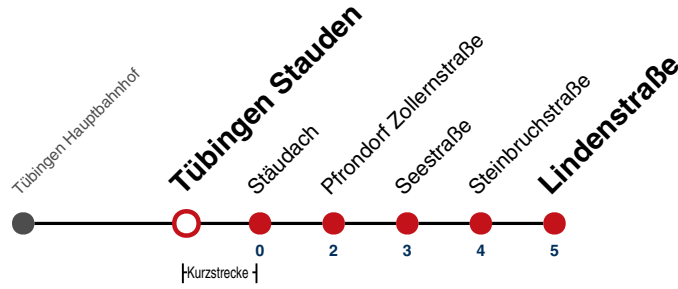 Tübingen Hauptbahnhof
Tübingen Stauden
Stäudach
Pfrondorf Zollernstraße
Seestraße
Steinbruchstraße
Lindenstraße
0 2 3 4 5
Kurzstrecke